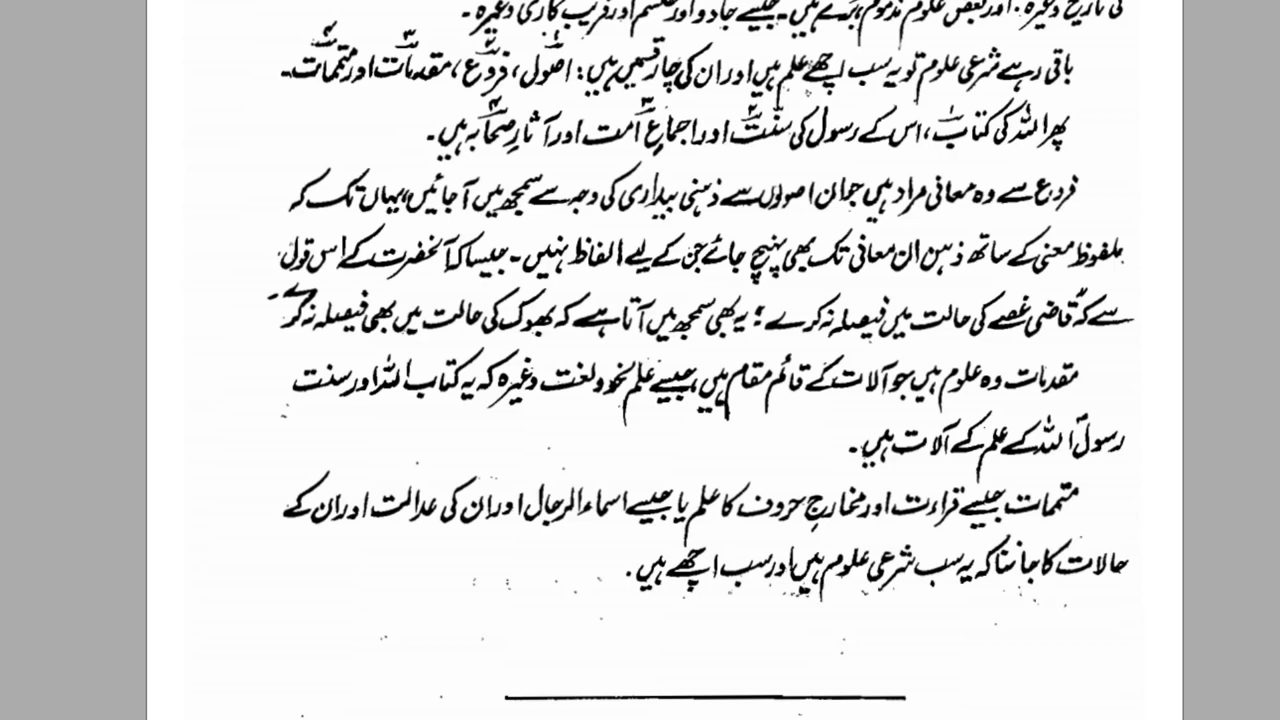 کی تاریخ وغیرہ۔ اور بعض علوم مذموم بُرے ہیں۔ جیسے جادو اور طلسم اور فریب کاری وغیرہ۔
باقی رہے شرعی علوم تو یہ سب اچھے علم ہیں اور ان کی چار قسمیں ہیں: اصول، فروع، مقدمات اور متممات۔
پھر اللہ کی کتاب، اس کے رسول کی سنت اور اجماعِ امت اور آثارِ صحابہ ہیں۔
فروع سے وہ معانی مراد ہیں جو ان اصولوں سے ذہنی بیداری کی وجہ سے سمجھ میں آ جائیں، یہاں تک کہ
ملفوظ معنی کے ساتھ ذہن ان معانی تک بھی پہنچ جائے جن کے لیے الفاظ نہیں۔ جیسا کہ آنحضرت کے اس قول
سے کہ "قاضی غصے کی حالت میں فیصلہ نہ کرے"؛ یہ بھی سمجھ میں آتا ہے کہ بھوک کی حالت میں بھی فیصلہ نہ کرے۔
مقدمات وہ علوم ہیں جو آلات کے قائم مقام ہیں، جیسے علم نحو و لغت وغیرہ کہ یہ کتاب اللہ اور سنت
رسولؐ اللہ کے علم کے آلات ہیں۔
متممات جیسے قراءت اور مخارجِ حروف کا علم یا جیسے اسماء الرجال اور ان کی عدالت اور ان کے
حالات کا جاننا کہ یہ سب شرعی علوم ہیں اور سب اچھے ہیں۔